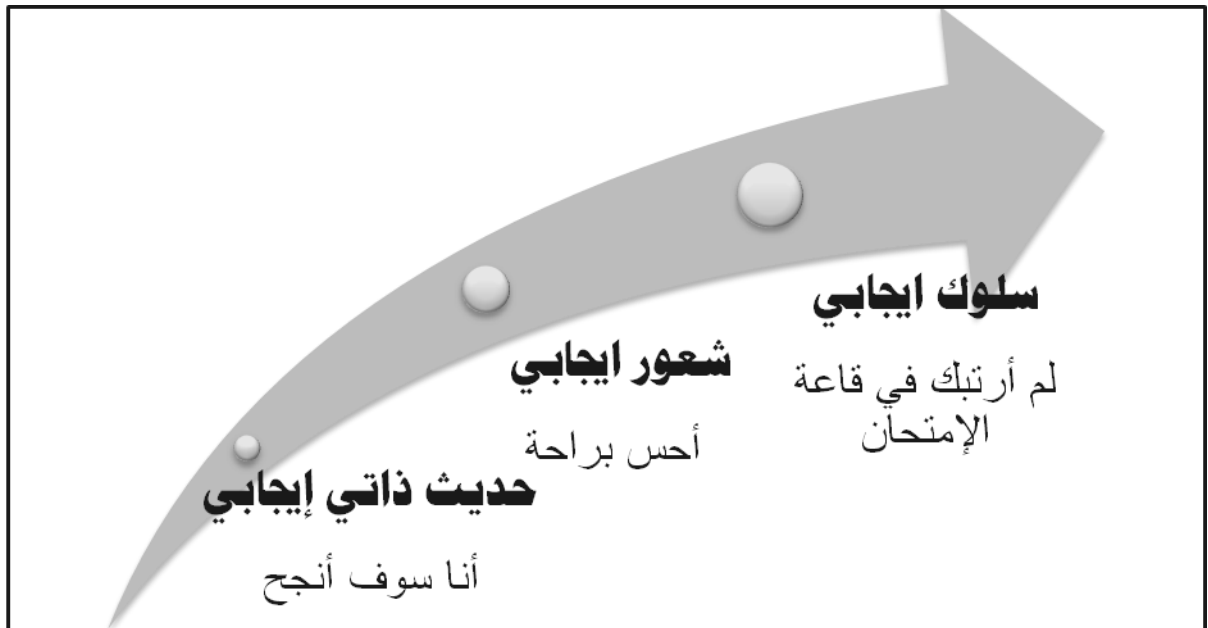 سلوك ايجابي
لم أرتبك في قاعة
الإمتحان
شعور ايجابي
أحس براحة
حديث ذاتي إيجابي
أنا سوف أنجح